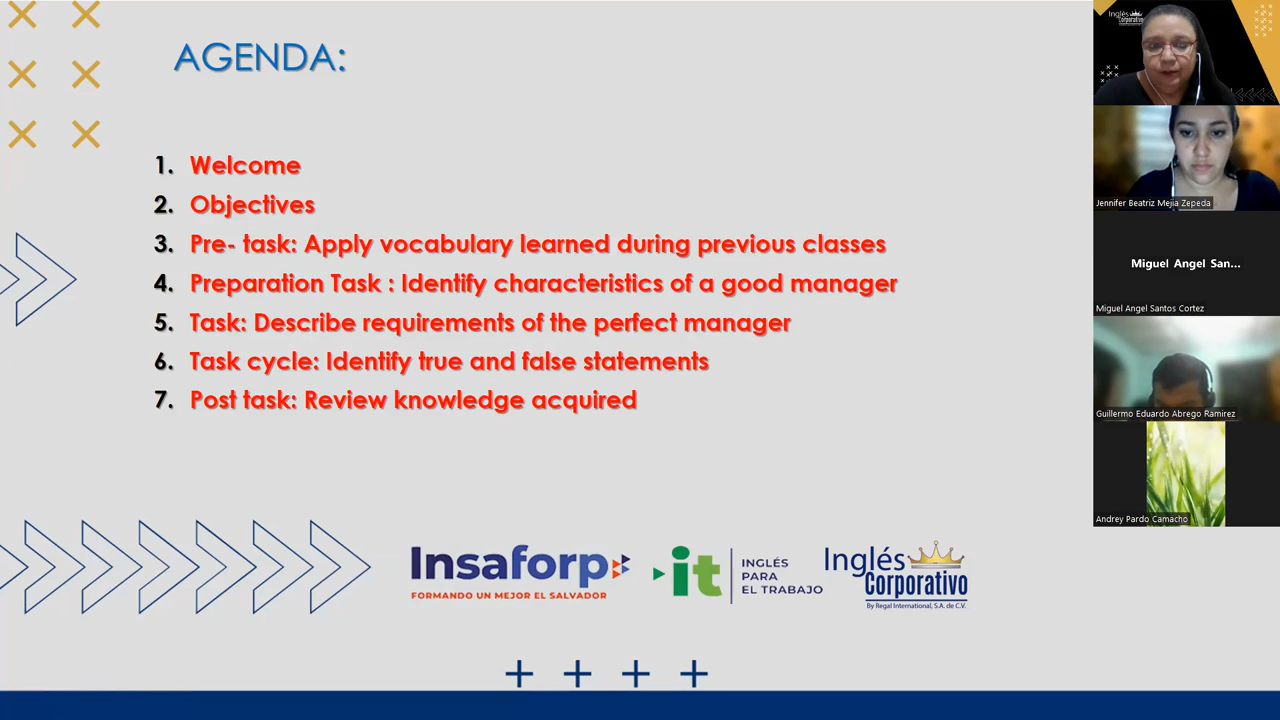 AGENDA:
1. Welcome
2. Objectives
3. Pre- task: Apply vocabulary learned during previous classes
4. Preparation Task : Identify characteristics of a good manager
5. Task: Describe requirements of the perfect manager
6. Task cycle: Identify true and false statements
7. Post task: Review knowledge acquired
Insaforp
FORMANDO UN MEJOR EL SALVADOR
it
INGLÉS
PARA
EL TRABAJO
Inglés
Corporativo
By Regal International, S.A. de C.V.
Inglés
Corporativo
Jennifer Beatriz Mejia Zepeda
Miguel Angel San...
Miguel Angel Santos Cortez
Guillermo Eduardo Abrego Ramirez
Andrey Pardo Camacho